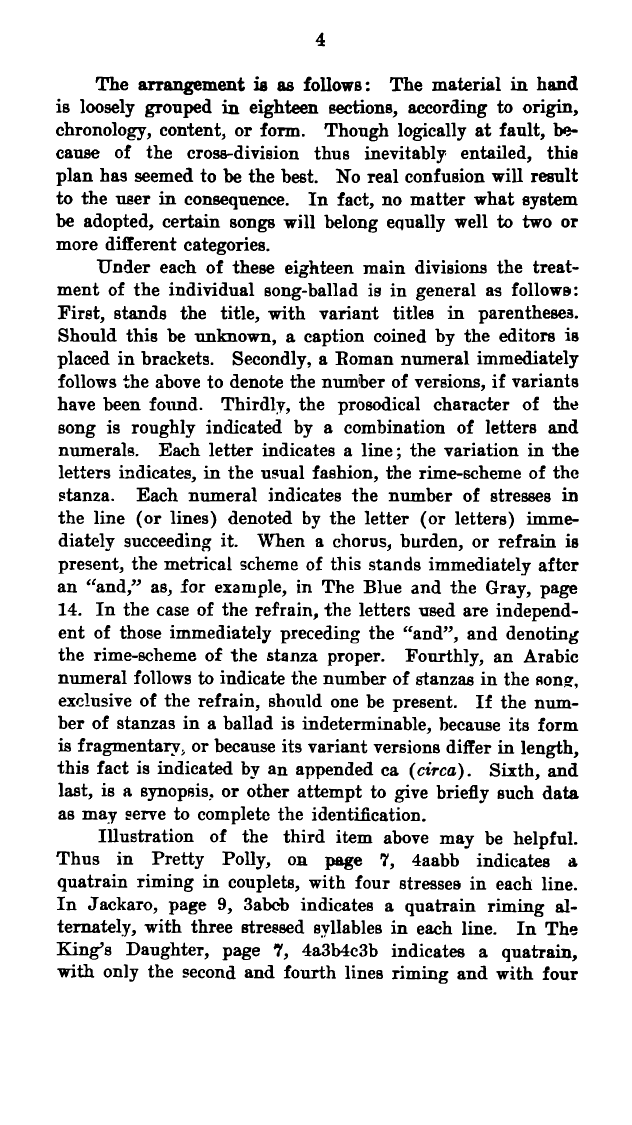 4
The arrangement is as follows: The material in hand
is loosely grouped in eighteen sections, according to origin,
chronology, content, or form. Though logically at fault, be-
cause of the cross-division thus inevitably entailed, this
plan has seemed to be the best. No real confusion will result
to the user in consequence. In fact, no matter what system
be adopted, certain songs will belong equally well to two or
more different categories.
Under each of these eighteen main divisions the treat-
ment of the individual song-ballad is in general as follows:
First, stands the title, with variant titles in parentheses.
Should this be unknown, a caption coined by the editors is
placed in brackets. Secondly, a Roman numeral immediately
follows the above to denote the number of versions, if variants
have been found. Thirdly, the prosodical character of the
song is roughly indicated by a combination of letters and
numerals. Each letter indicates a line; the variation in the
letters indicates, in the usual fashion, the rime-scheme of the
stanza. Each numeral indicates the number of stresses in
the line (or lines) denoted by the letter (or letters) imme-
diately succeeding it. When a chorus, burden, or refrain is
present, the metrical scheme of this stands immediately after
an “and,” as, for example, in The Blue and the Gray, page
14. In the case of the refrain, the letters used are independ-
ent of those immediately preceding the “and”, and denoting
the rime-scheme of the stanza proper. Fourthly, an Arabic
numeral follows to indicate the number of stanzas in the song,
exclusive of the refrain, should one be present. If the num-
ber of stanzas in a ballad is indeterminable, because its form
is fragmentary, or because its variant versions differ in length,
this fact is indicated by an appended ca (circa). Sixth, and
last, is a synopsis, or other attempt to give briefly such data
as may serve to complete the identification.
Illustration of the third item above may be helpful.
Thus in Pretty Polly, on page 7, 4aabb indicates a
quatrain riming in couplets, with four stresses in each line.
In Jackaro, page 9, 3abcb indicates a quatrain riming al-
ternately, with three stressed syllables in each line. In The
King's Daughter, page 7, 4a3b4c3b indicates a quatrain,
with only the second and fourth lines riming and with four